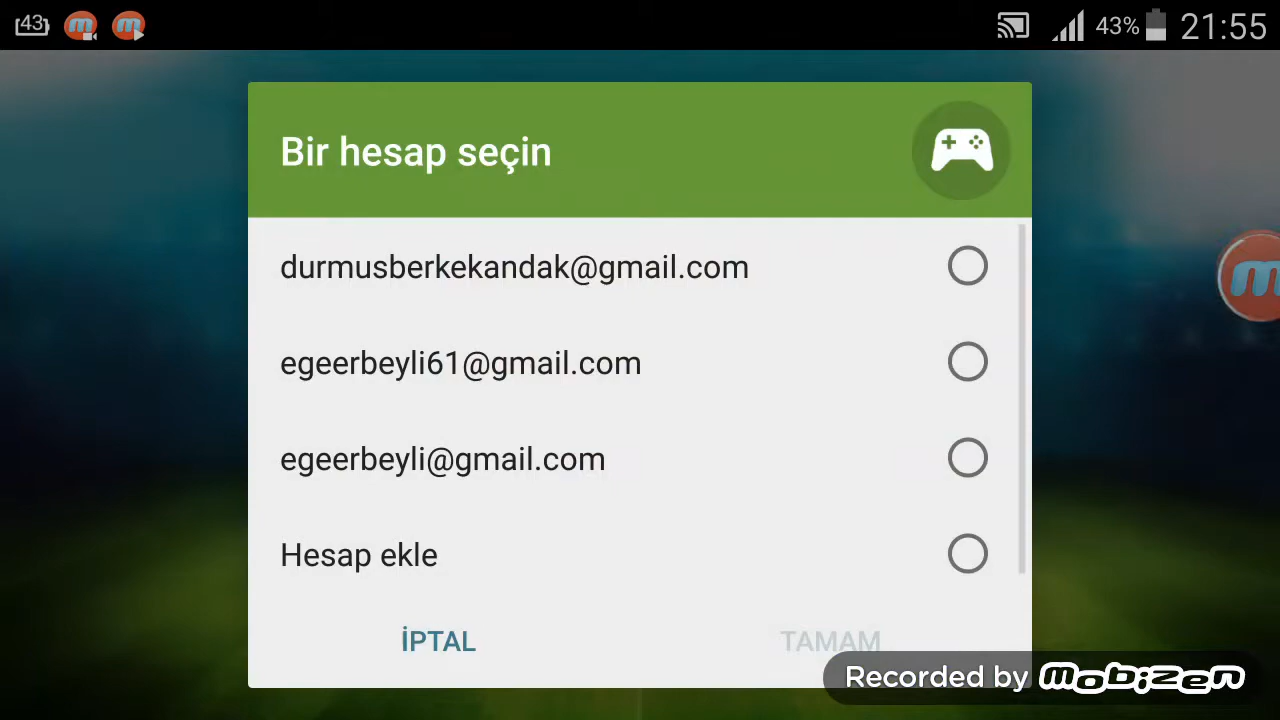 43
43% 21:55
Bir hesap seçin
durmusberkekandak@gmail.com
egeerbeyli61@gmail.com
egeerbeyli@gmail.com
Hesap ekle
İPTAL TAMAM
Recorded by mobizen